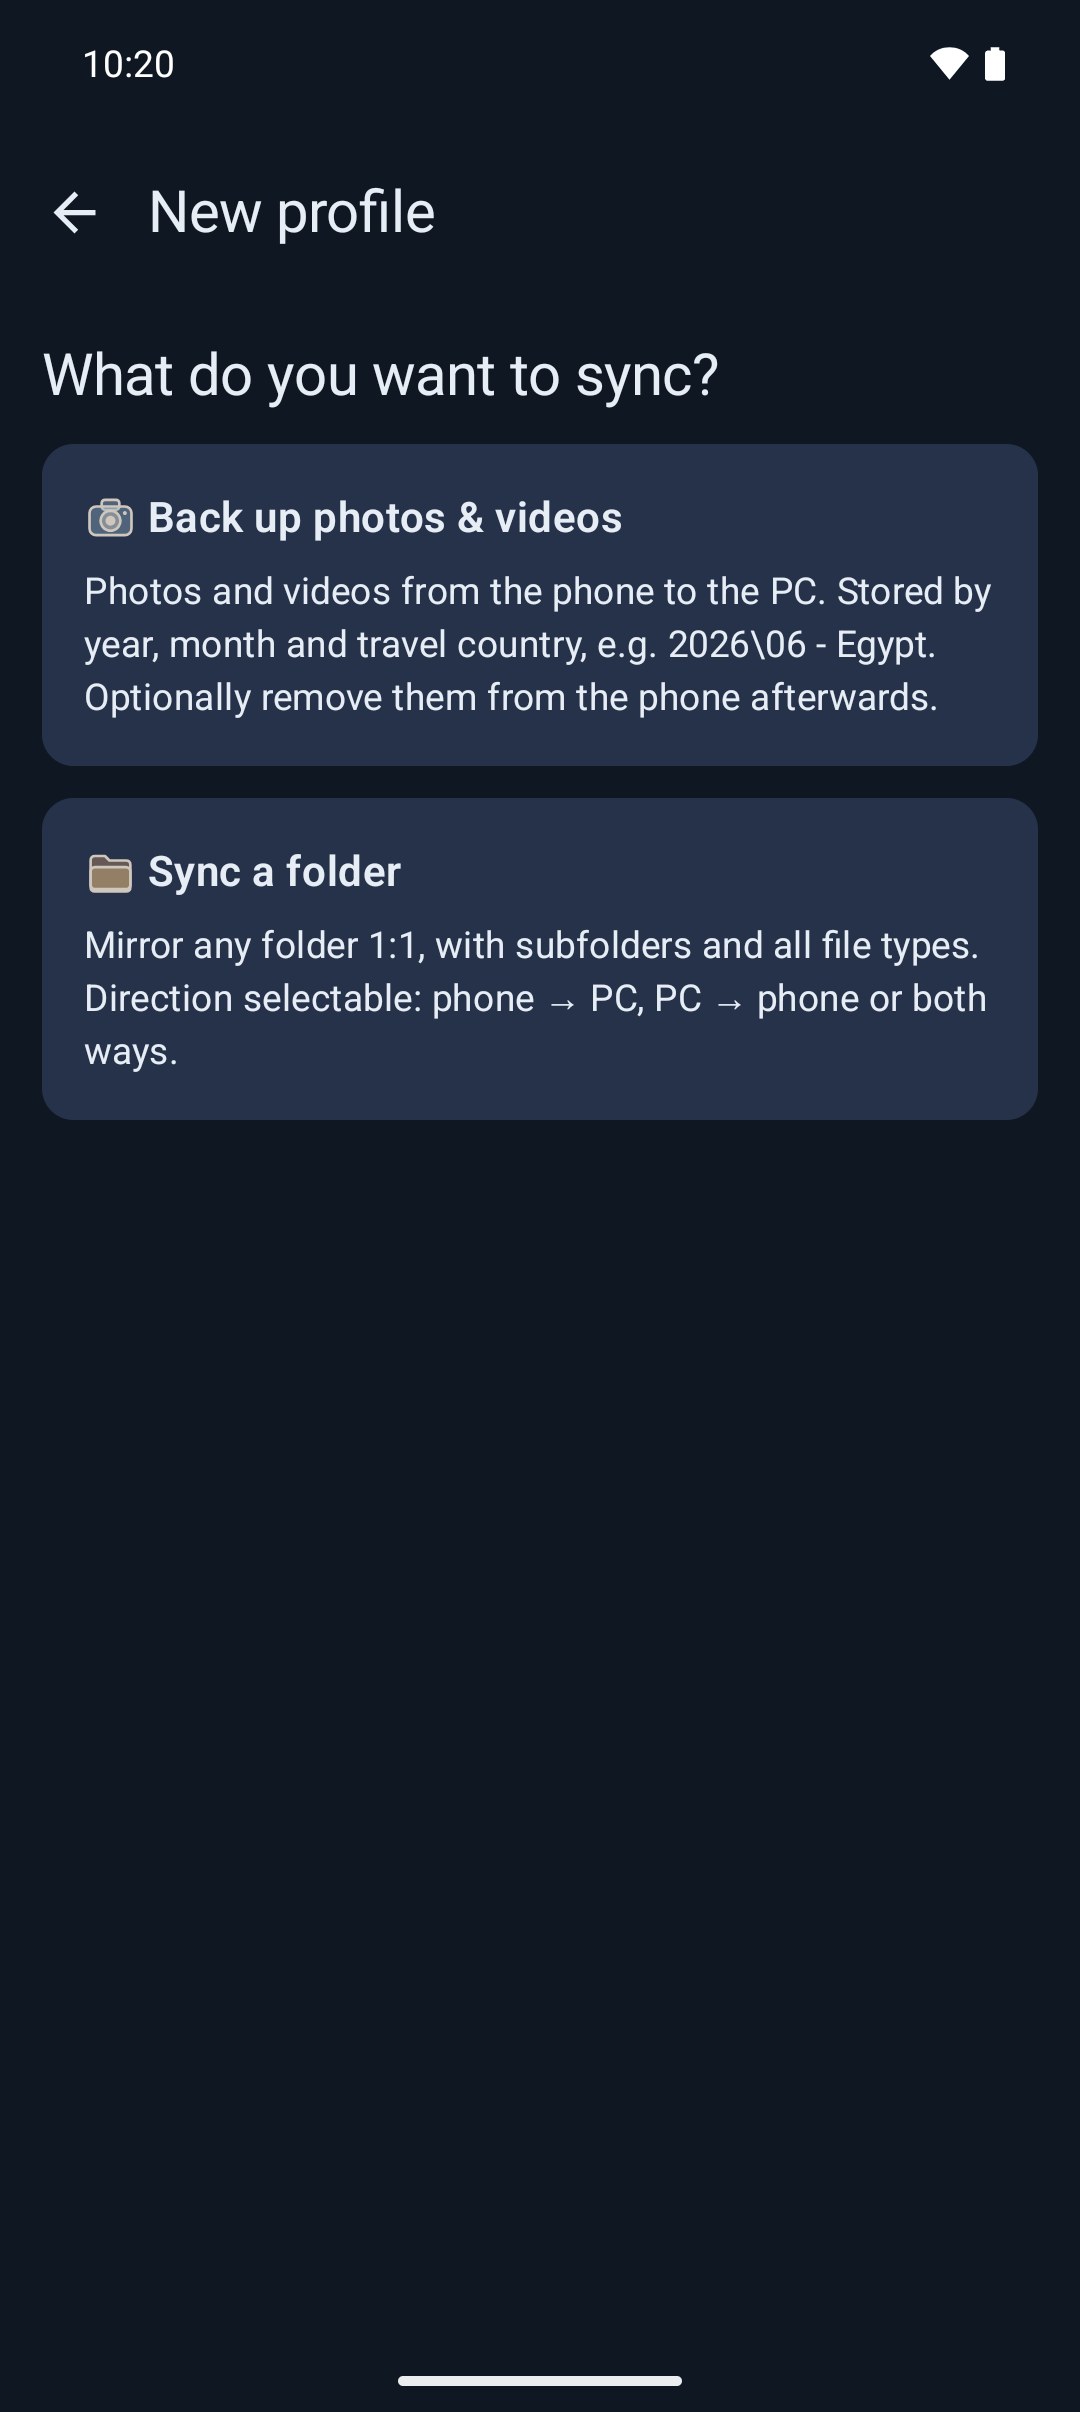 10:20
New profile
What do you want to sync?
Back up photos & videos
Photos and videos from the phone to the PC. Stored by
year, month and travel country, e.g. 2026\06 - Egypt.
Optionally remove them from the phone afterwards.
Sync a folder
Mirror any folder 1:1, with subfolders and all file types.
Direction selectable: phone → PC, PC → phone or both
ways.